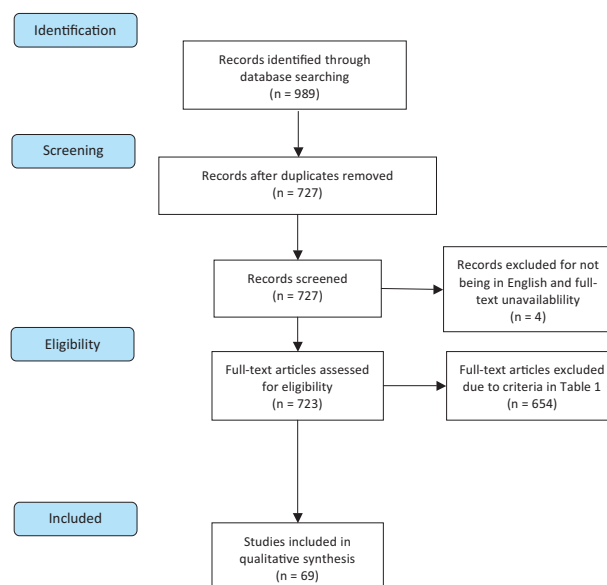 Identification
Records identified through
database searching
(n = 989)
Screening
Records after duplicates removed
(n = 727)
Records screened
(n = 727)
Records excluded for not
being in English and full-
text unavailablility
(n = 4)
Eligibility
Full-text articles assessed
for eligibility
(n = 723)
Full-text articles excluded
due to criteria in Table 1
(n = 654)
Included
Studies included in
qualitative synthesis
(n = 69)